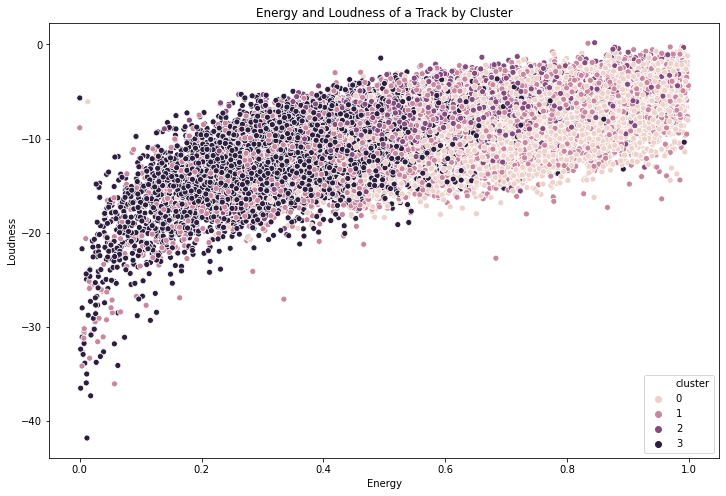 Energy and Loudness of a Track by Cluster
Loudness
0
−10
−20
−30
−40
cluster
0
1
2
3
0.0 0.2 0.4 0.6 0.8 1.0
Energy